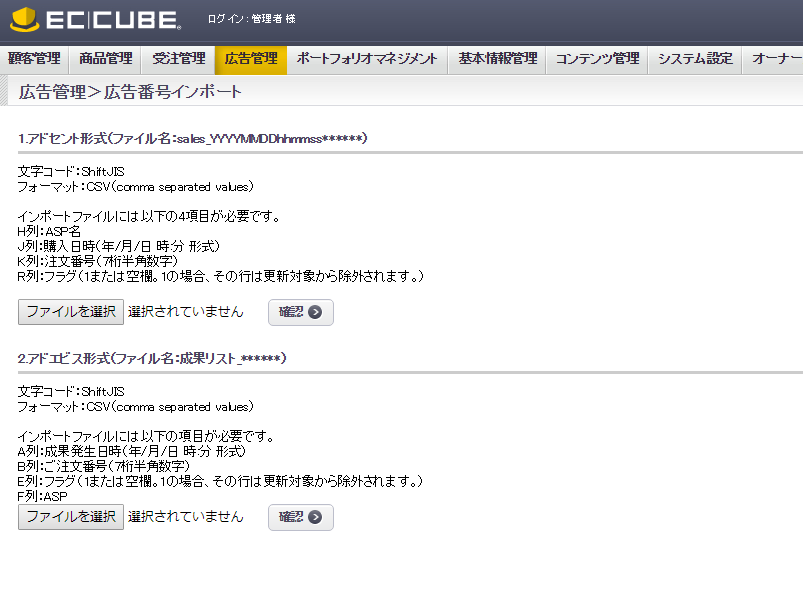 EC CUBE. ログイン : 管理者 様
顧客管理 商品管理 受注管理 広告管理 ポートフォリオマネジメント 基本情報管理 コンテンツ管理 システム設定 オーナー
広告管理＞広告番号インポート
1.アドセント形式(ファイル名:sales_YYYYMMDDhhmmss******)
文字コード:ShiftJIS
フォーマット:CSV(comma separated values)
インポートファイルには以下の4項目が必要です。
H列:ASP名
J列:購入日時(年/月/日 時:分 形式)
K列:注文番号(7桁半角数字)
R列:フラグ(1または空欄。1の場合、その行は更新対象から除外されます。)
ファイルを選択 選択されていません 確認
2.アドエビス形式(ファイル名:成果リスト_******)
文字コード:ShiftJIS
フォーマット:CSV(comma separated values)
インポートファイルには以下の項目が必要です。
A列:成果発生日時(年/月/日 時:分 形式)
B列:ご注文番号(7桁半角数字)
E列:フラグ(1または空欄。1の場合、その行は更新対象から除外されます。)
F列:ASP
ファイルを選択 選択されていません 確認